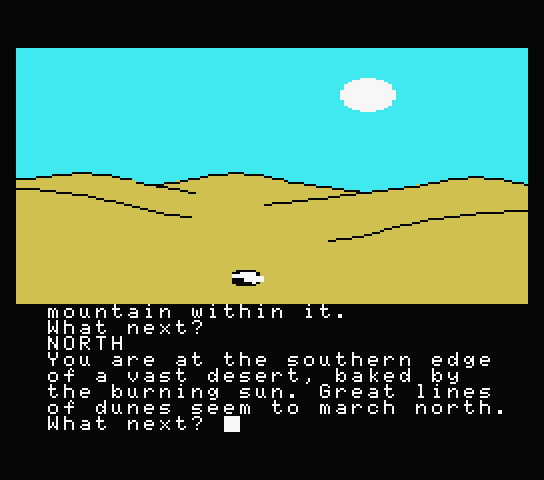 mountain within it.
What next?
NORTH
You are at the southern edge
of a vast desert, baked by
the burning sun. Great lines
of dunes seem to march north.
What next?